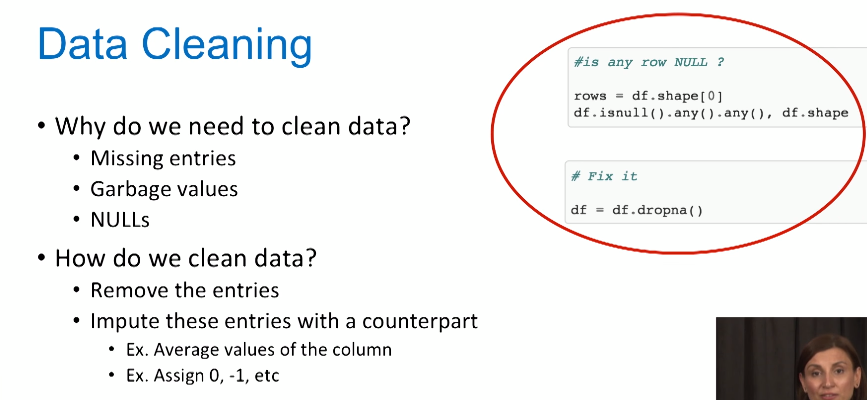 Data Cleaning
• Why do we need to clean data?
• Missing entries
• Garbage values
• NULLs
• How do we clean data?
• Remove the entries
• Impute these entries with a counterpart
• Ex. Average values of the column
• Ex. Assign 0, -1, etc
#is any row NULL ?
rows = df.shape[0]
df.isnull().any().any(), df.shape
# Fix it
df = df.dropna()